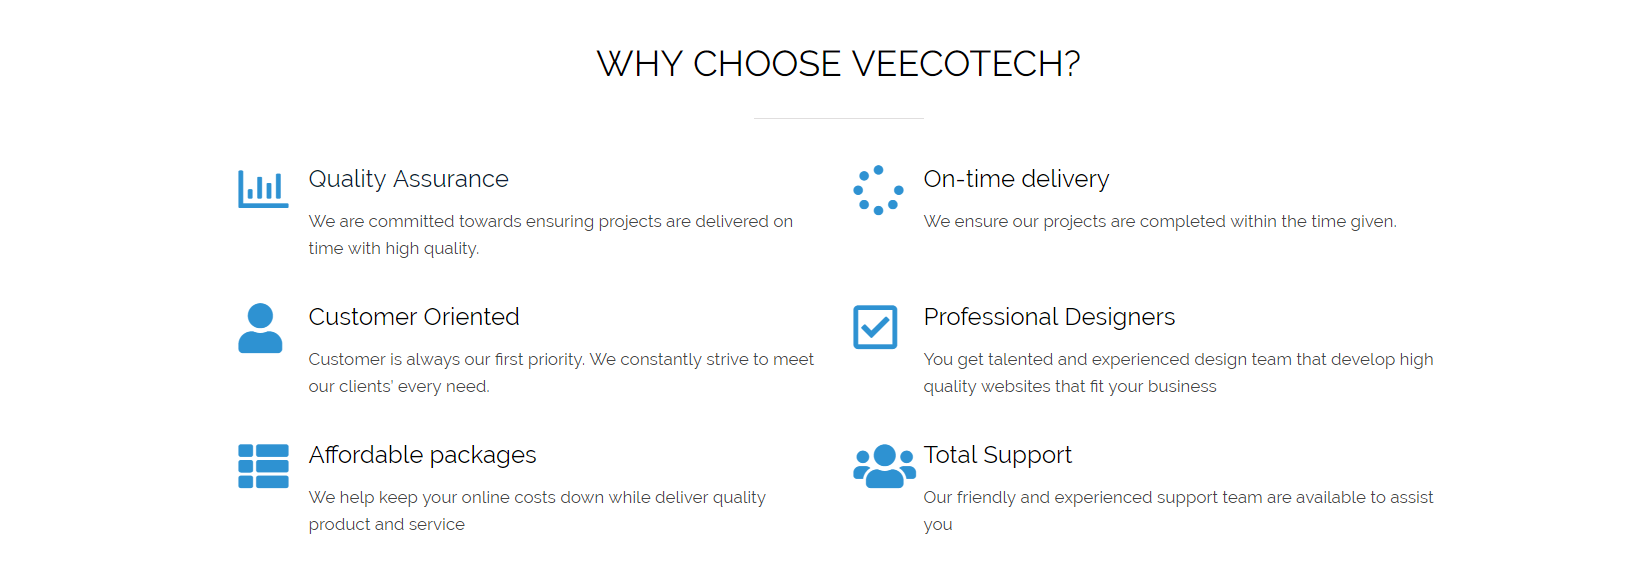 WHY CHOOSE VEECOTECH?
Quality Assurance
We are committed towards ensuring projects are delivered on
time with high quality.
On-time delivery
We ensure our projects are completed within the time given.
Customer Oriented
Customer is always our first priority. We constantly strive to meet
our clients' every need.
Professional Designers
You get talented and experienced design team that develop high
quality websites that fit your business
Affordable packages
We help keep your online costs down while deliver quality
product and service
Total Support
Our friendly and experienced support team are available to assist
you